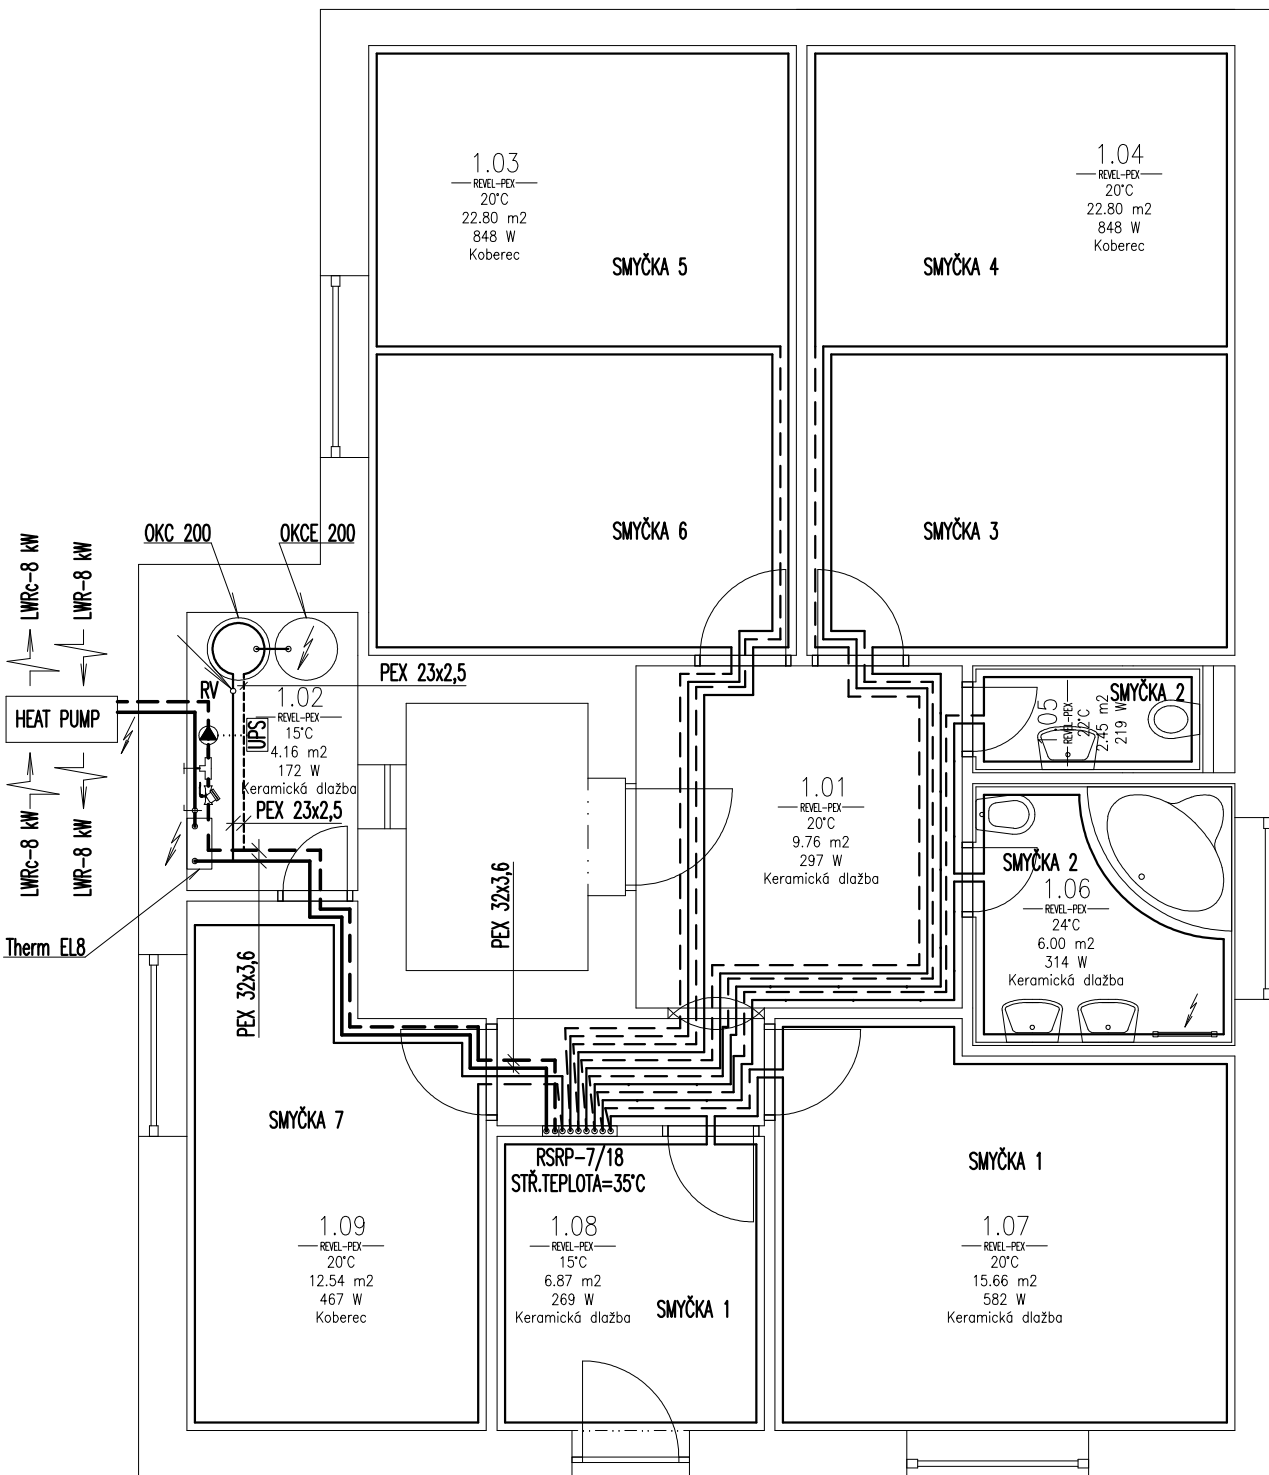 1.03
REVEL-PEX
20°C
22.80 m2
848 W
Koberec
1.04
REVEL-PEX
20°C
22.80 m2
848 W
Koberec
SMYČKA 5
SMYČKA 4
SMYČKA 6
SMYČKA 3
OKC 200
OKCE 200
LWRc-8 kW
LWR-8 kW
HEAT PUMP
LWRc-8 kW
LWR-8 kW
RV
PEX 23x2,5
1.02
REVEL-PEX
15°C
4.16 m2
172 W
Keramická dlažba
UPS
PEX 23x2,5
Therm EL8
PEX 32x3,6
PEX 32x3,6
1.01
REVEL-PEX
20°C
9.76 m2
297 W
Keramická dlažba
SMYČKA 2
1.05
REVEL-PEX
22°C
2.45 m2
219 W
SMYČKA 2
1.06
REVEL-PEX
24°C
6.00 m2
314 W
Keramická dlažba
SMYČKA 7
RSRP-7/18
STŘ.TEPLOTA=35°C
SMYČKA 1
1.09
REVEL-PEX
20°C
12.54 m2
467 W
Koberec
1.08
REVEL-PEX
15°C
6.87 m2
269 W
Keramická dlažba
SMYČKA 1
1.07
REVEL-PEX
20°C
15.66 m2
582 W
Keramická dlažba